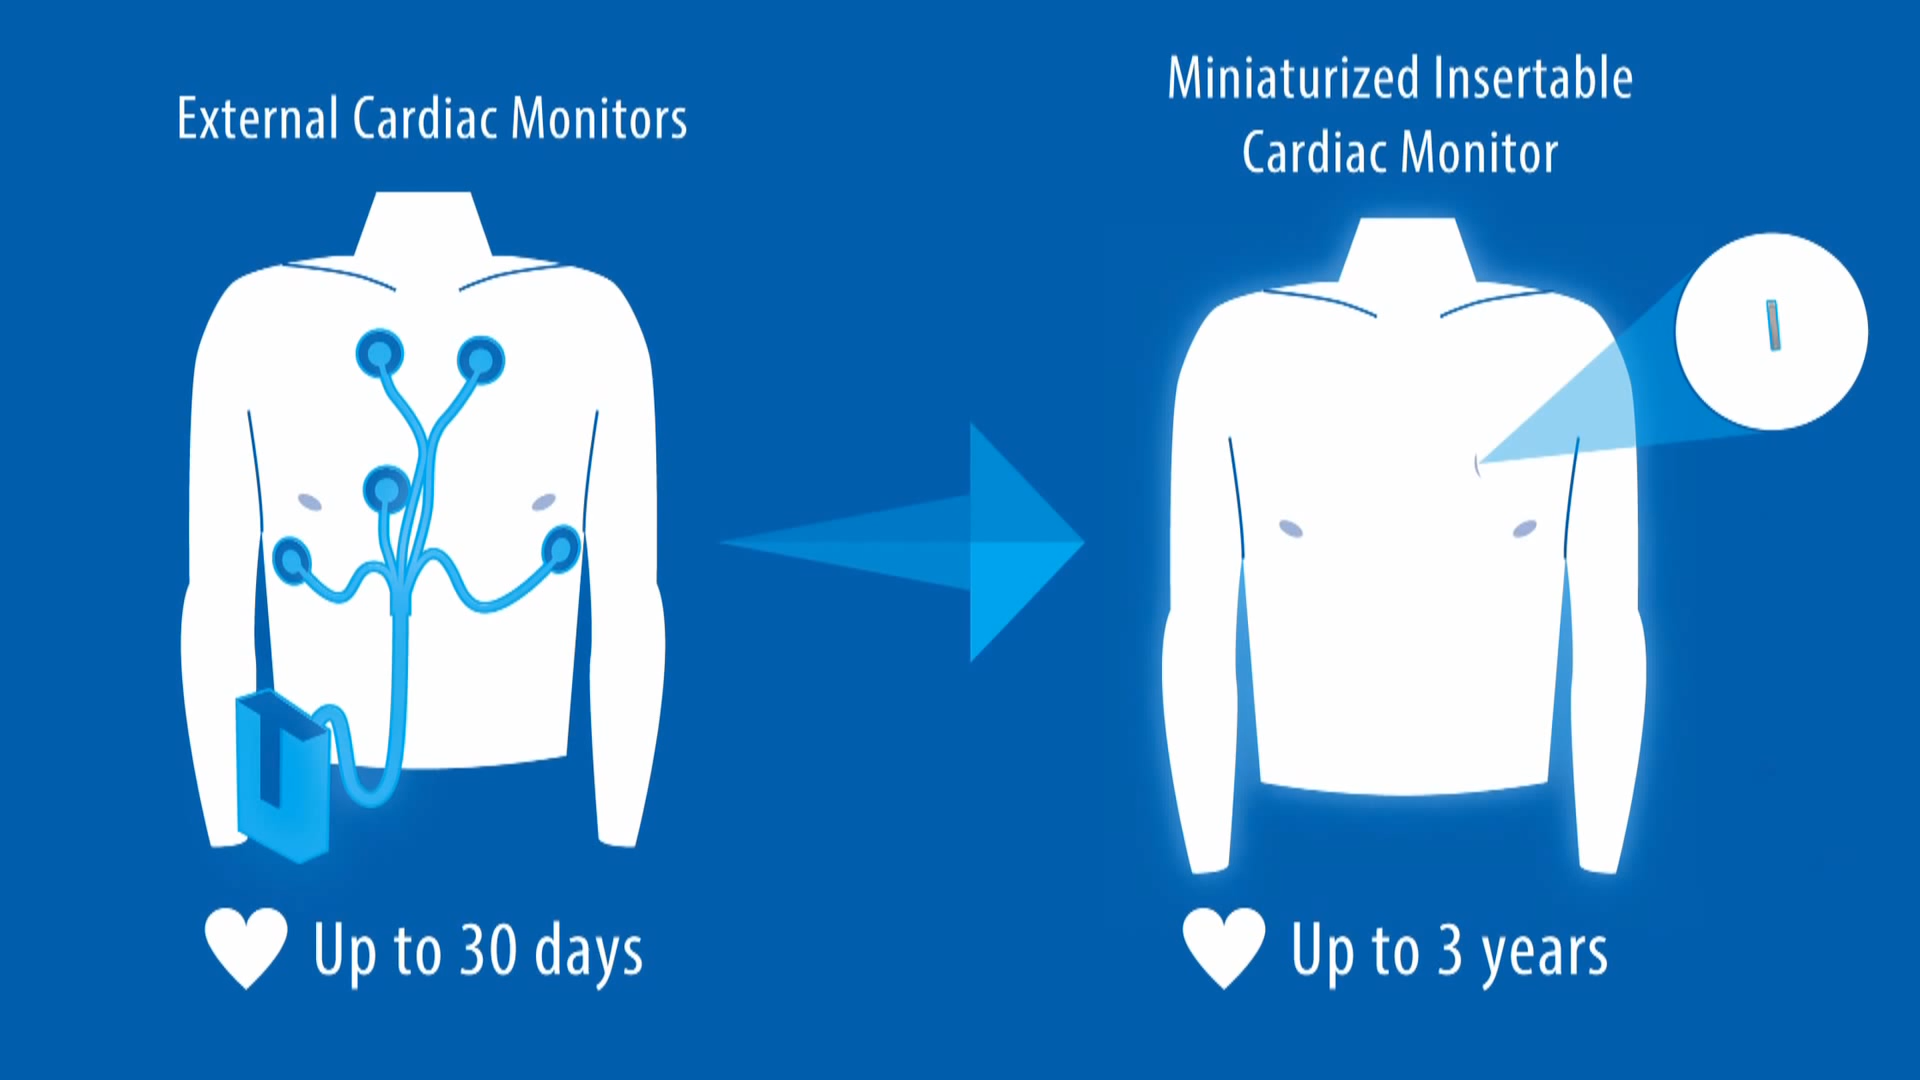 External Cardiac Monitors
Miniaturized Insertable
Cardiac Monitor
Up to 30 days
Up to 3 years